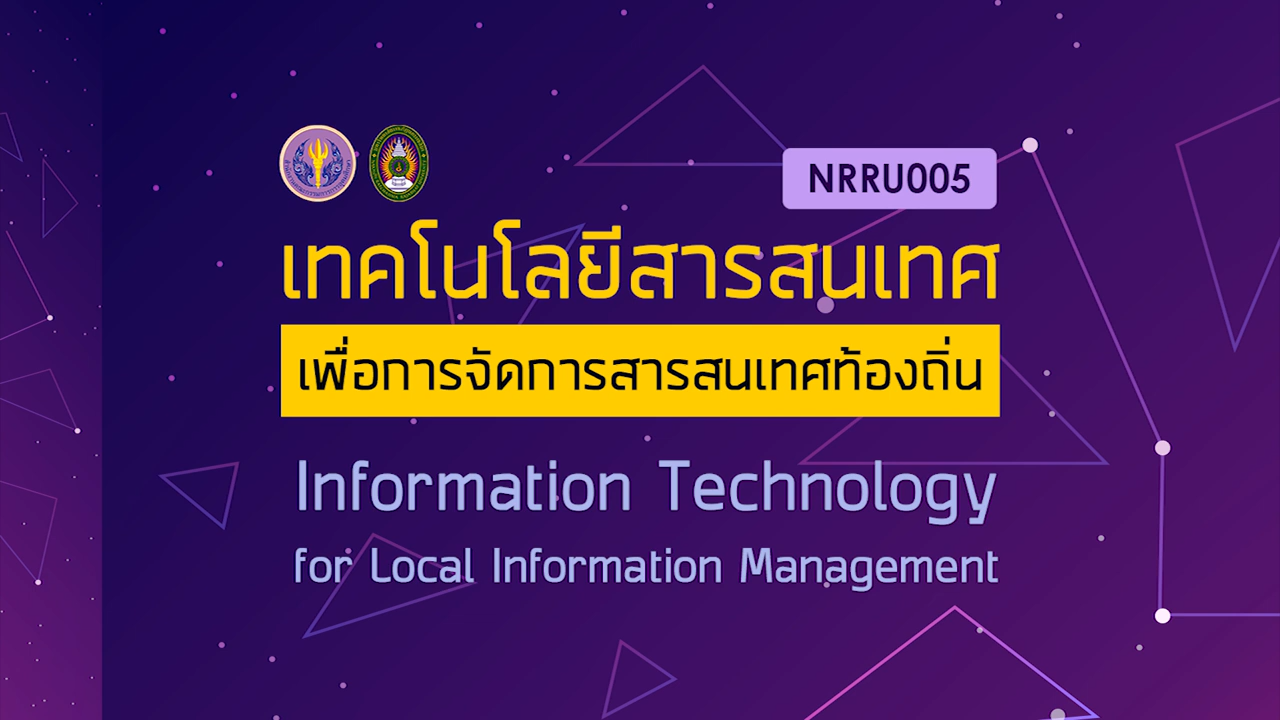 NRRU005
เทคโนโลยีสารสนเทศ
เพื่อการจัดการสารสนเทศท้องถิ่น
Information Technology
for Local Information Management